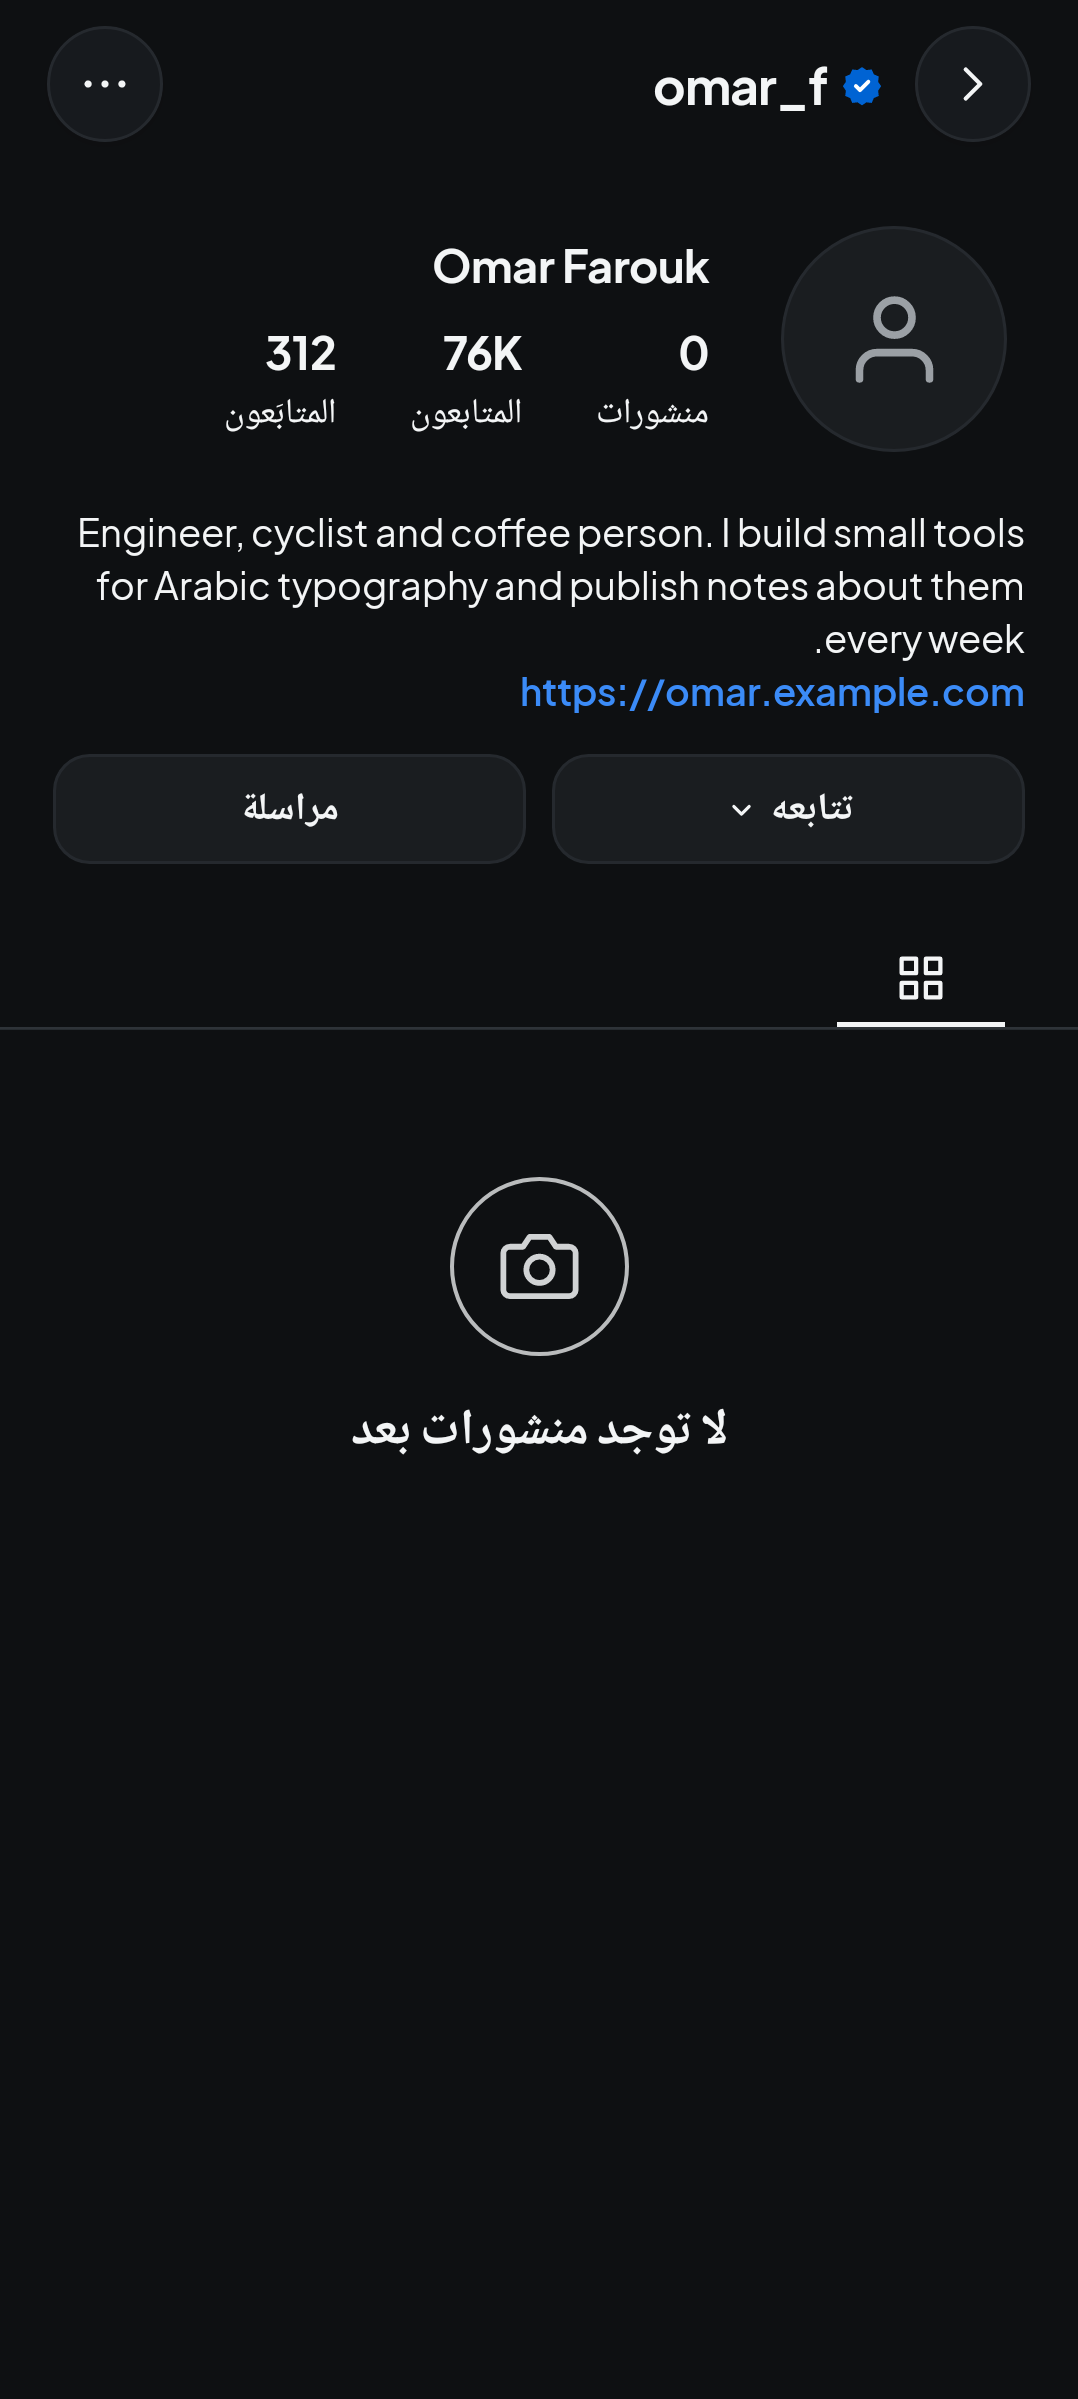 omar_f
Omar Farouk
0 76K 312
منشورات المتابعون المتابَعون
Engineer, cyclist and coffee person. I build small tools
for Arabic typography and publish notes about them
.every week
https://omar.example.com
تتابعه مراسلة
لا توجد منشورات بعد